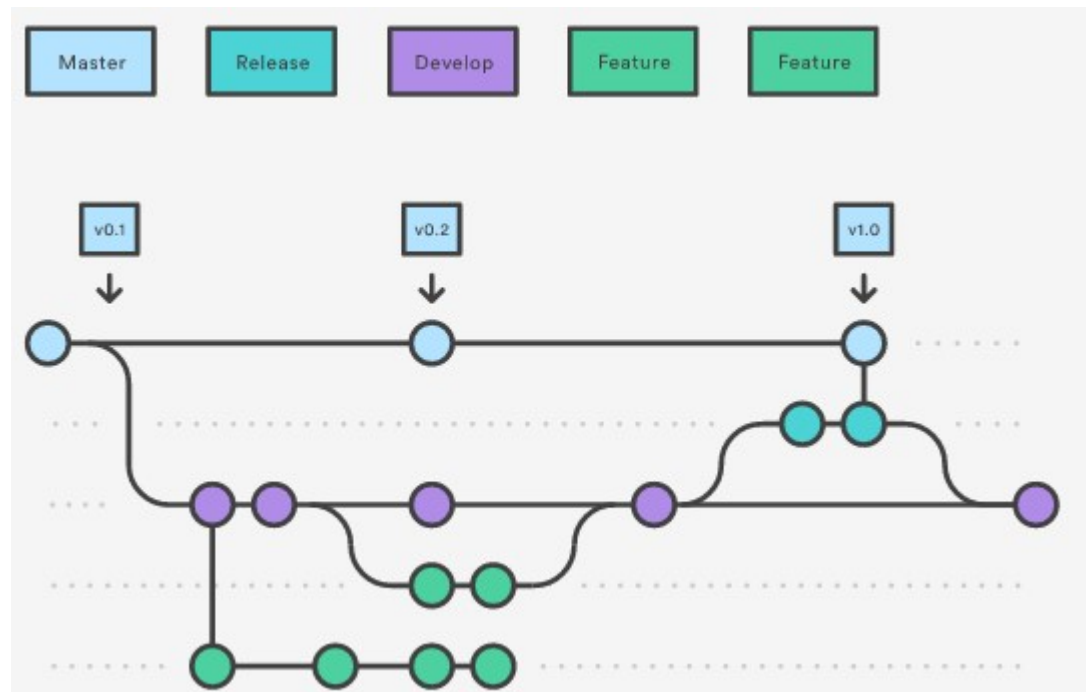 Master
Release
Develop
Feature
Feature
v0.1
v0.2
v1.0